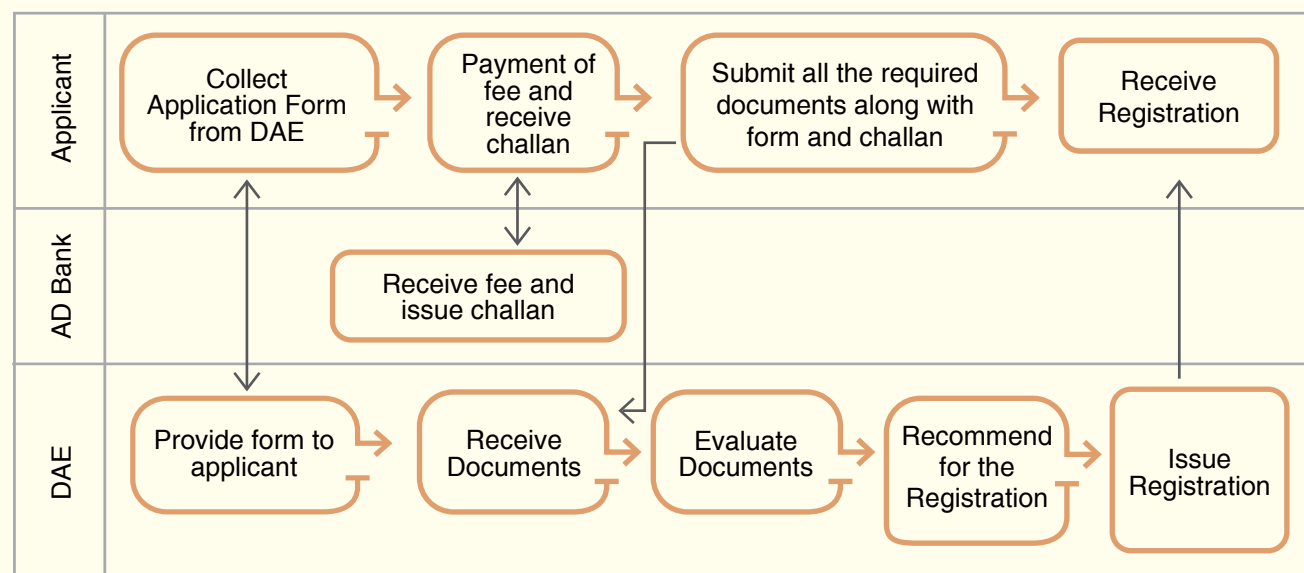 Applicant
Collect
Application Form
from DAE
Payment of
fee and
receive
challan
Submit all the required
documents along with
form and challan
Receive
Registration
AD Bank
Receive fee and
issue challan
DAE
Provide form to
applicant
Receive
Documents
Evaluate
Documents
Recommend
for the
Registration
Issue
Registration